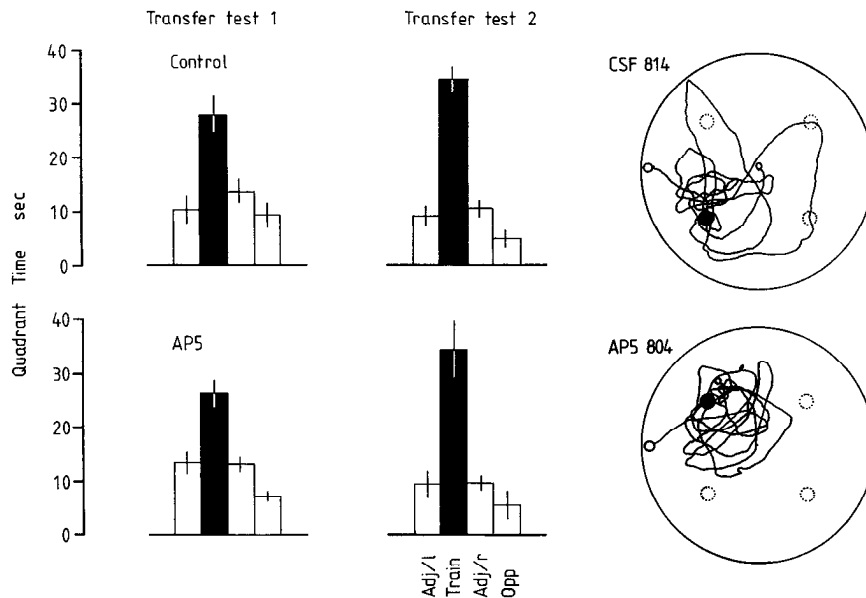 Transfer test 1
Transfer test 2
Quadrant Time sec
40
30
20
10
0
Control
CSF 814
40
30
20
10
0
AP5
AP5 804
Adj/l
Train
Adj/r
Opp